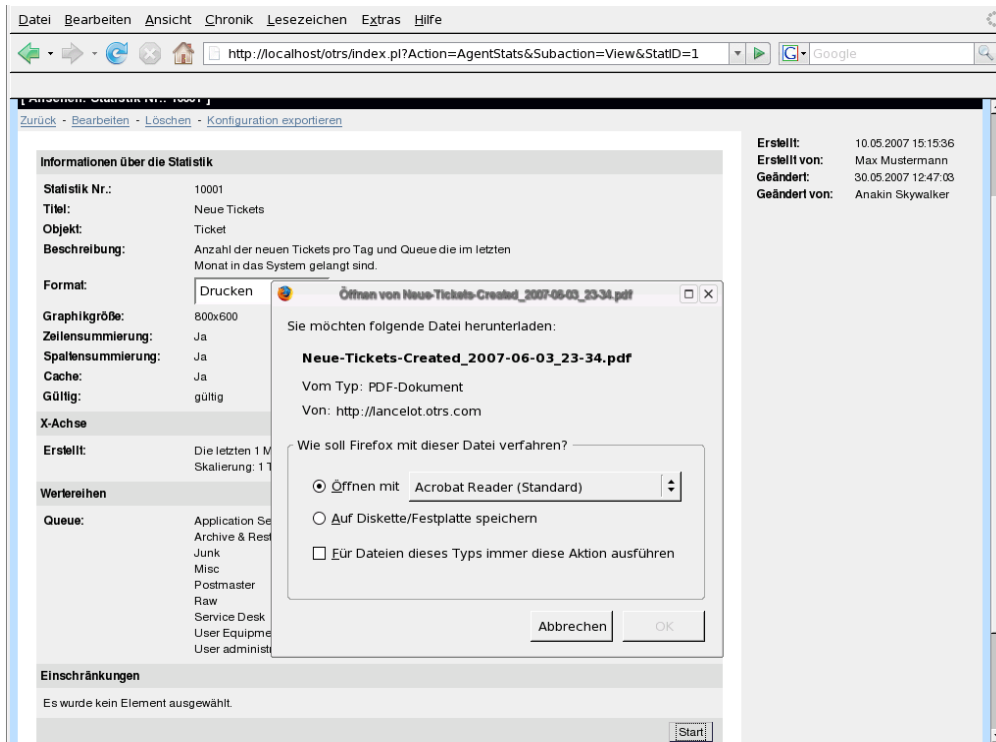 Datei Bearbeiten Ansicht Chronik Lesezeichen Extras Hilfe
http://localhost/otrs/index.pl?Action=AgentStats&Subaction=View&StatID=1
G Google
[ Ansehen: Statistik Nr.: 10001 ]
Zurück - Bearbeiten - Löschen - Konfiguration exportieren
Erstellt: 10.05.2007 15:15:36
Erstellt von: Max Mustermann
Geändert: 30.05.2007 12:47:03
Geändert von: Anakin Skywalker
Informationen über die Statistik
Statistik Nr.: 10001
Titel: Neue Tickets
Objekt: Ticket
Beschreibung: Anzahl der neuen Tickets pro Tag und Queue die im letzten
Monat in das System gelangt sind.
Format: Drucken
Graphikgröße: 800x600
Zeilensummierung: Ja
Spaltensummierung: Ja
Cache: Ja
Gültig: gültig
X-Achse
Erstellt: Die letzten 1 M
Skalierung: 1 T
Wertereihen
Queue: Application Se
Archive & Rest
Junk
Misc
Postmaster
Raw
Service Desk
User Equipme
User administr
Einschränkungen
Es wurde kein Element ausgewählt.
Start
Öffnen von Neue-Tickets-Created_2007-06-03_23-34.pdf
Sie möchten folgende Datei herunterladen:
Neue-Tickets-Created_2007-06-03_23-34.pdf
Vom Typ: PDF-Dokument
Von: http://lancelot.otrs.com
Wie soll Firefox mit dieser Datei verfahren?
Öffnen mit Acrobat Reader (Standard)
Auf Diskette/Festplatte speichern
Für Dateien dieses Typs immer diese Aktion ausführen
Abbrechen OK